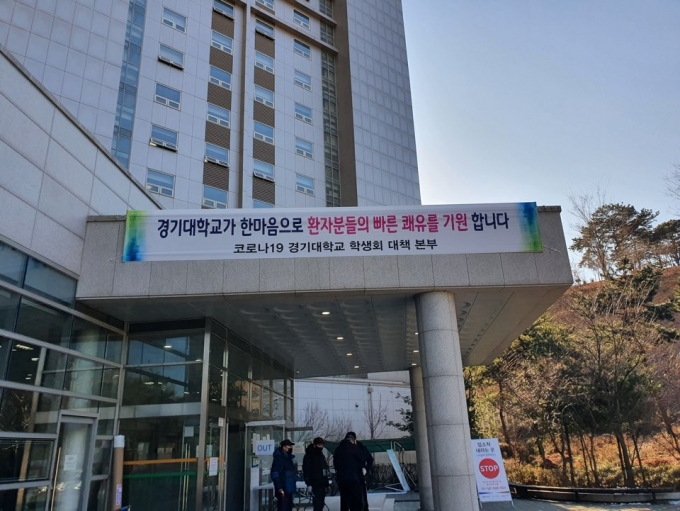 경기대학교가 한마음으로 환자분들의 빠른 쾌유를 기원 합니다
코로나19 경기대학교 학생회 대책 본부
OUT
STOP